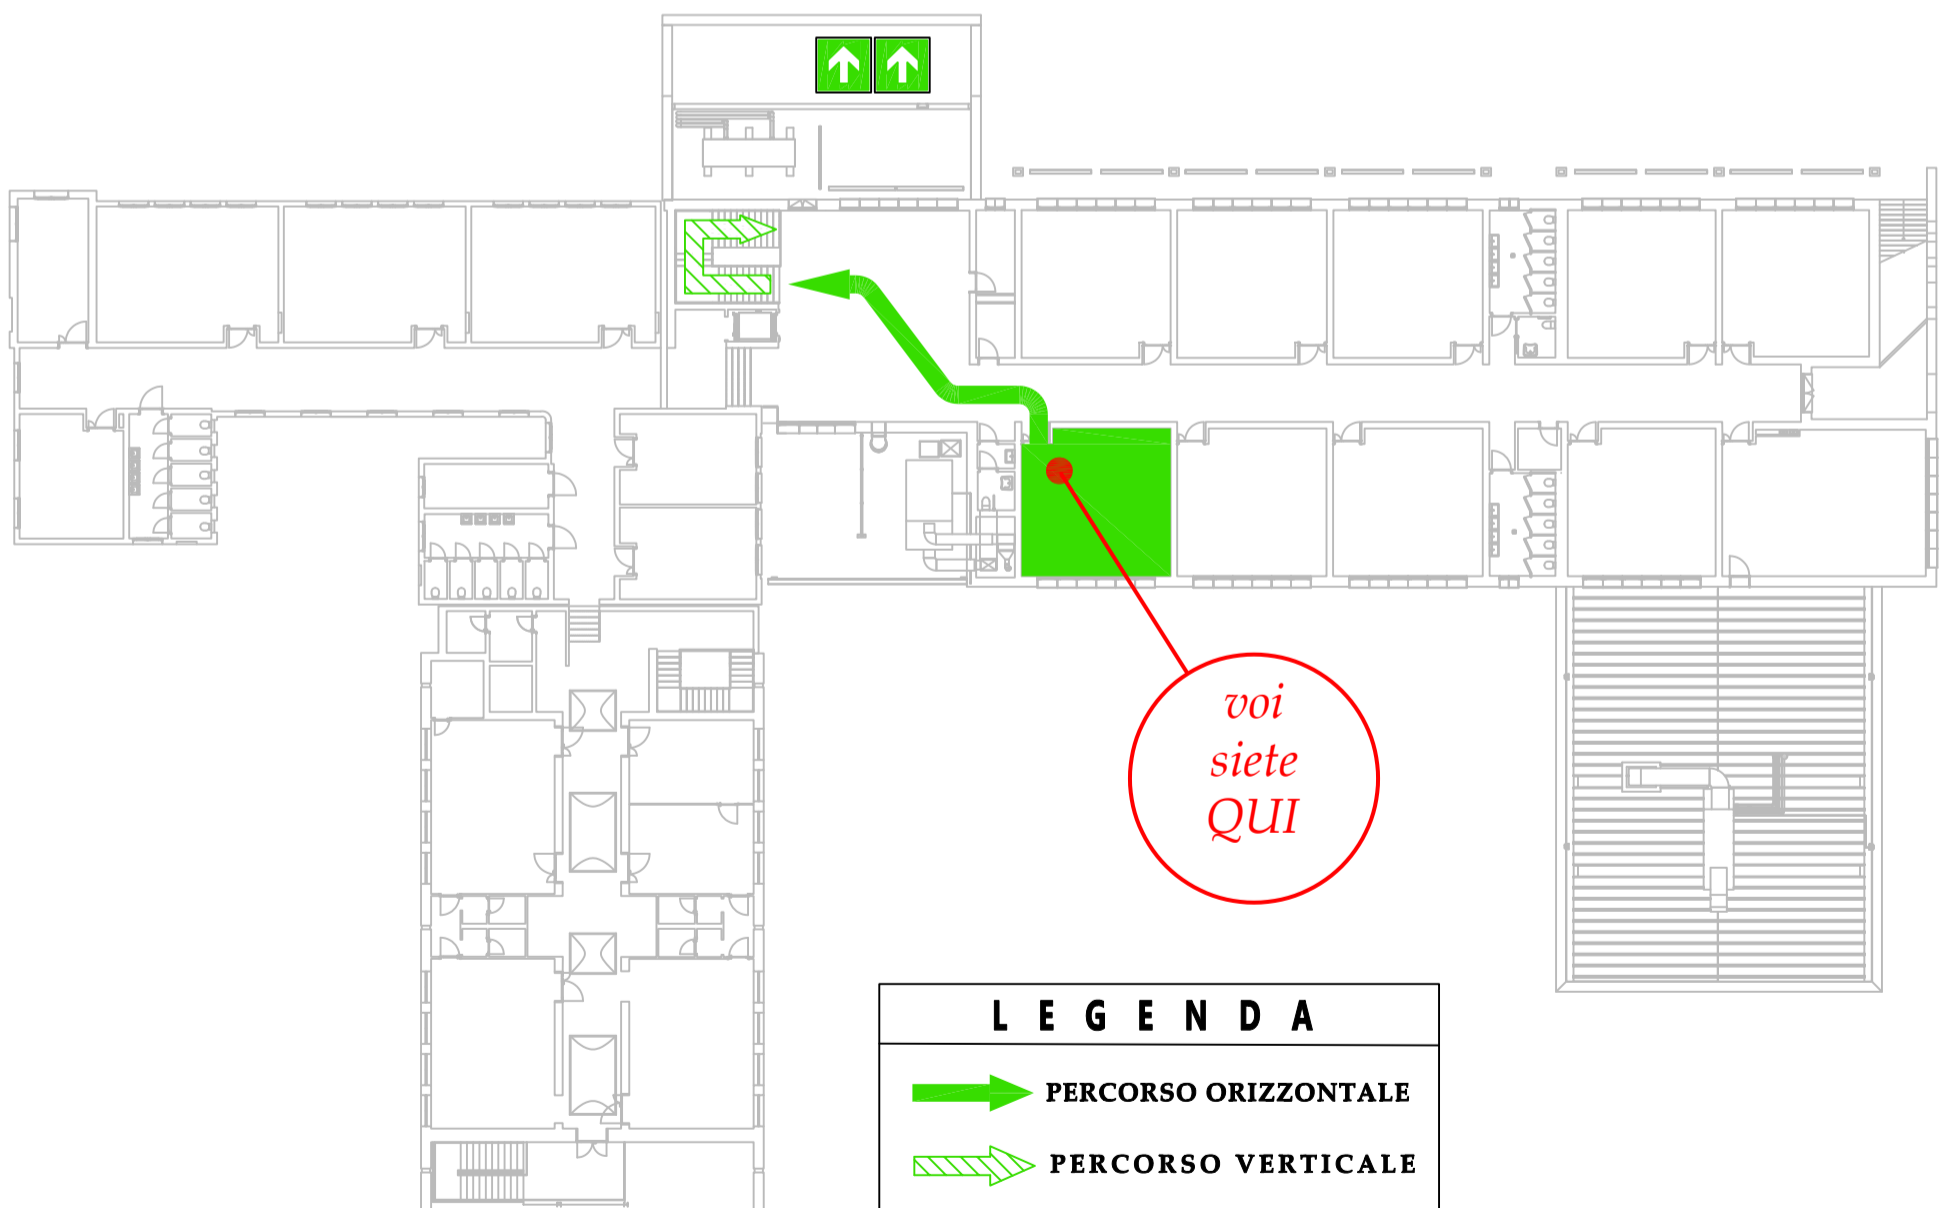 voi
siete
QUI
LEGENDA
PERCORSO ORIZZONTALE
PERCORSO VERTICALE